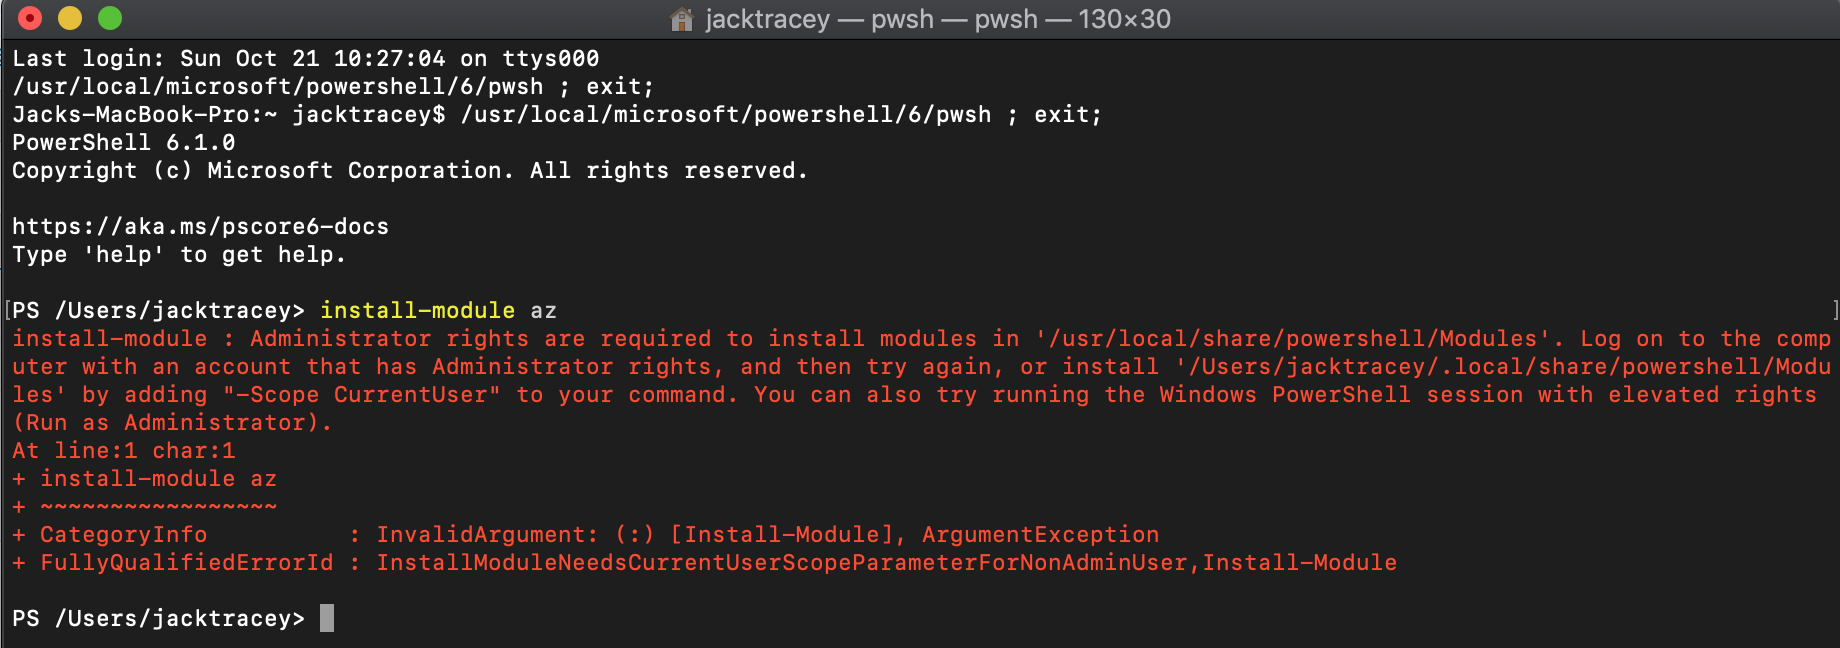 jacktracey — pwsh — pwsh — 130×30
Last login: Sun Oct 21 10:27:04 on ttys000
/usr/local/microsoft/powershell/6/pwsh ; exit;
Jacks-MacBook-Pro:~ jacktracey$ /usr/local/microsoft/powershell/6/pwsh ; exit;
PowerShell 6.1.0
Copyright (c) Microsoft Corporation. All rights reserved.
https://aka.ms/pscore6-docs
Type 'help' to get help.
[PS /Users/jacktracey> install-module az ]
install-module : Administrator rights are required to install modules in '/usr/local/share/powershell/Modules'. Log on to the comp
uter with an account that has Administrator rights, and then try again, or install '/Users/jacktracey/.local/share/powershell/Modu
les' by adding "-Scope CurrentUser" to your command. You can also try running the Windows PowerShell session with elevated rights
(Run as Administrator).
At line:1 char:1
+ install-module az
+ ~~~~~~~~~~~~~~~~~
+ CategoryInfo          : InvalidArgument: (:) [Install-Module], ArgumentException
+ FullyQualifiedErrorId : InstallModuleNeedsCurrentUserScopeParameterForNonAdminUser,Install-Module
PS /Users/jacktracey>